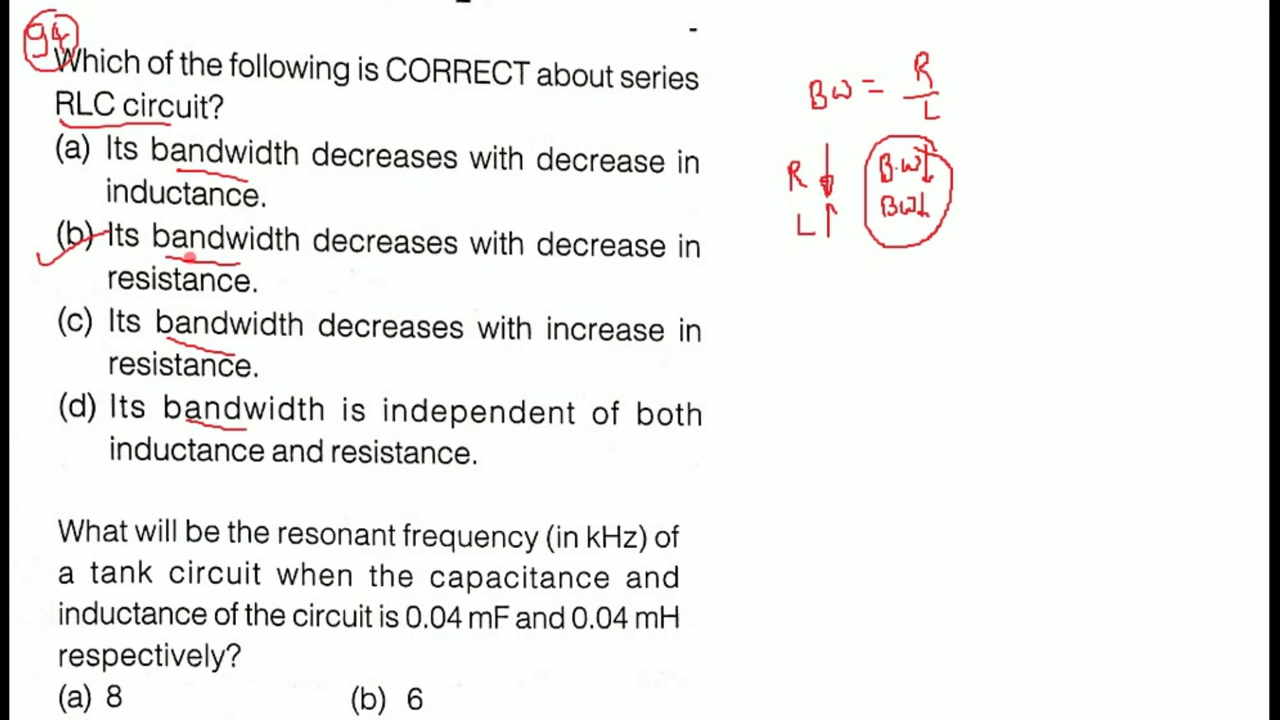 94
Which of the following is CORRECT about series
RLC circuit?
(a) Its bandwidth decreases with decrease in
inductance.
(b) Its bandwidth decreases with decrease in
resistance.
(c) Its bandwidth decreases with increase in
resistance.
(d) Its bandwidth is independent of both
inductance and resistance.
What will be the resonant frequency (in kHz) of
a tank circuit when the capacitance and
inductance of the circuit is 0.04 mF and 0.04 mH
respectively?
(a) 8 (b) 6
BW = R/L
R ↓ B.W↓
L ↑ BW↓